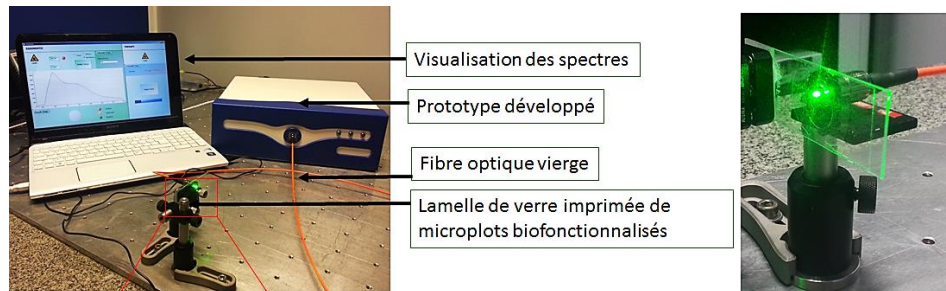 Visualisation des spectres
Prototype développé
Fibre optique vierge
Lamelle de verre imprimée de
microplots biofonctionnalisés